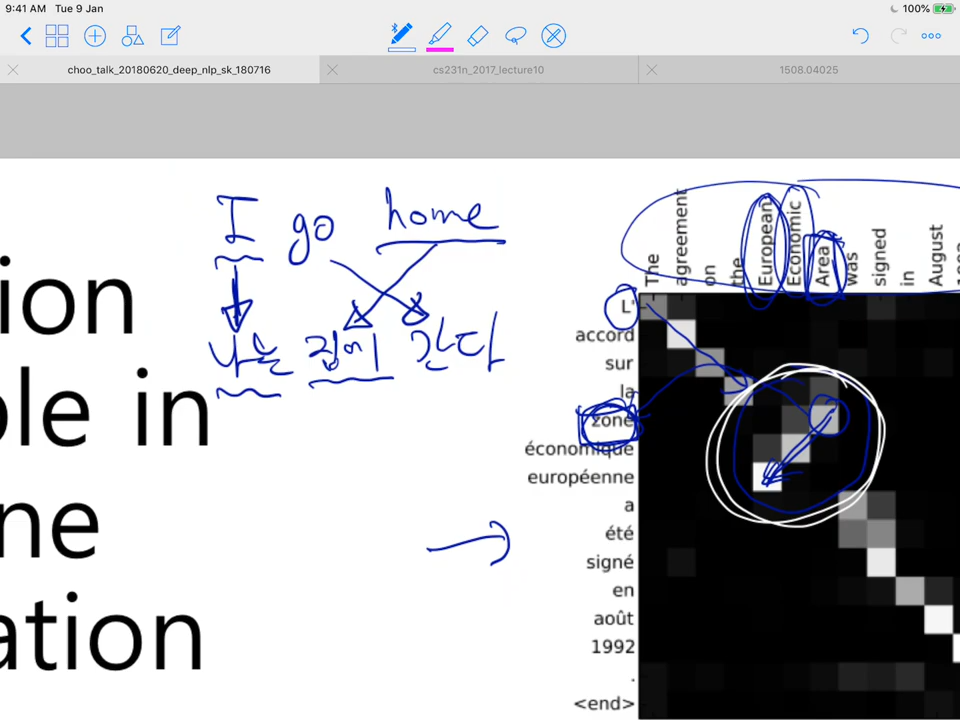 9:41 AM Tue 9 Jan
100%
choo_talk_20180620_deep_nlp_sk_180716
cs231n_2017_lecture10
1508.04025
I go home
나는 집에 간다
ion
ole in
ne
ation
The
agreement
on
the
European
Economic
Area
was
signed
in
August
L'
accord
sur
la
zone
économique
européenne
a
été
signé
en
août
1992
.
<end>